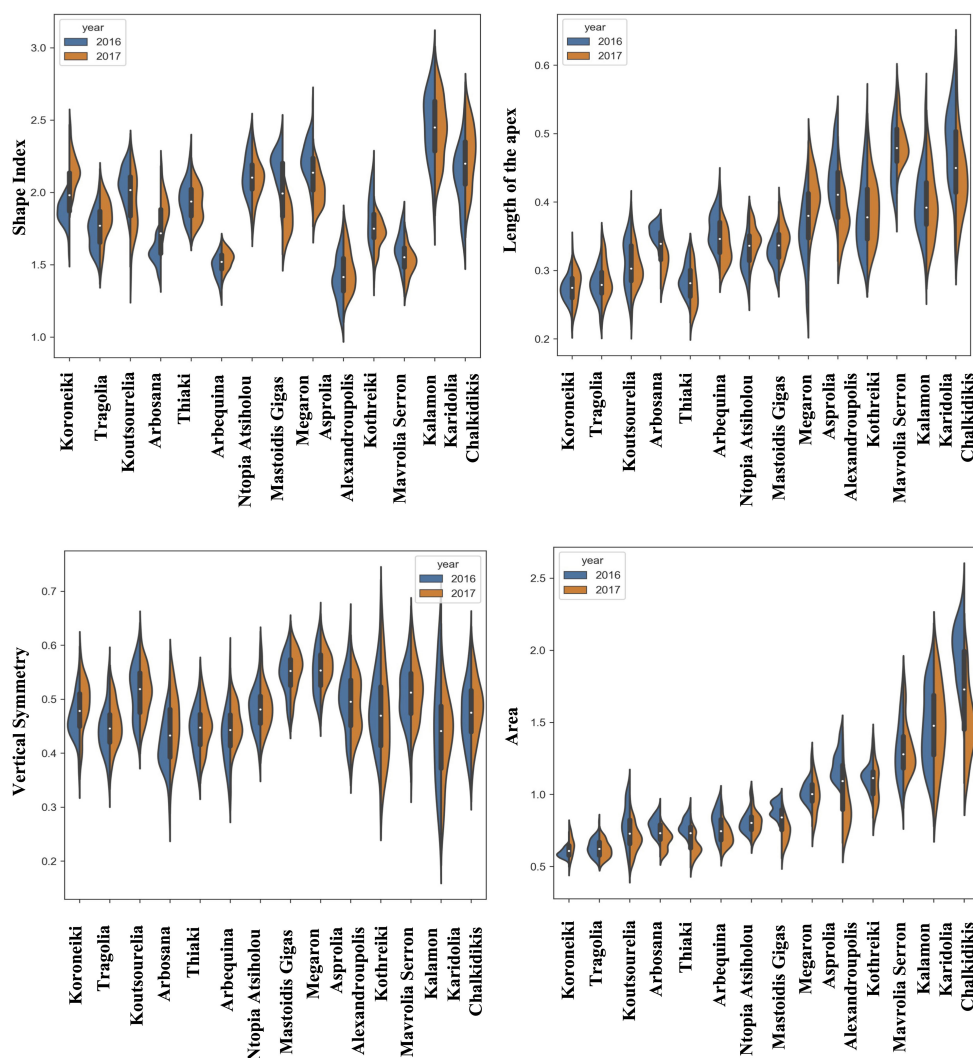 year
2016
2017
3.0
2.5
2.0
1.5
1.0
Shape Index
Koroneiki
Tragolia
Koutsourelia
Arbosana
Thiaki
Arbequina
Ntopia Atsiholou
Mastoidis Gigas
Megaron
Asprolia
Alexandroupolis
Kothreiki
Mavrolia Serron
Kalamon
Karidolia
Chalkidikis
year
2016
2017
0.6
0.5
0.4
0.3
0.2
Length of the apex
Koroneiki
Tragolia
Koutsourelia
Arbosana
Thiaki
Arbequina
Ntopia Atsiholou
Mastoidis Gigas
Megaron
Asprolia
Alexandroupolis
Kothreiki
Mavrolia Serron
Kalamon
Karidolia
Chalkidikis
year
2016
2017
0.7
0.6
0.5
0.4
0.3
0.2
Vertical Symmetry
Koroneiki
Tragolia
Koutsourelia
Arbosana
Thiaki
Arbequina
Ntopia Atsiholou
Mastoidis Gigas
Megaron
Asprolia
Alexandroupolis
Kothreiki
Mavrolia Serron
Kalamon
Karidolia
Chalkidikis
year
2016
2017
2.5
2.0
1.5
1.0
0.5
Area
Koroneiki
Tragolia
Koutsourelia
Arbosana
Thiaki
Arbequina
Ntopia Atsiholou
Mastoidis Gigas
Megaron
Asprolia
Alexandroupolis
Kothreiki
Mavrolia Serron
Kalamon
Karidolia
Chalkidikis